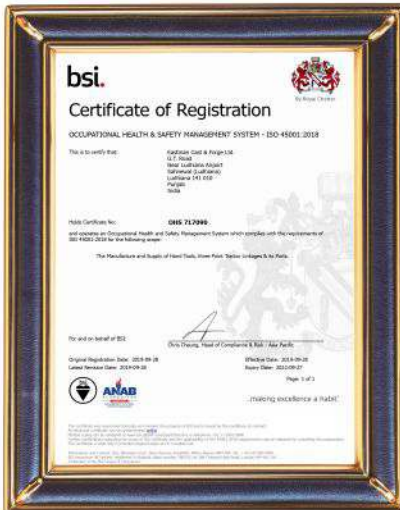 bsi.
By Royal Charter
Certificate of Registration
OCCUPATIONAL HEALTH & SAFETY MANAGEMENT SYSTEM - ISO 45001:2018
This is to certify that:
Eastman Cast & Forge Ltd
G.T. Road
Near Ludhiana Airport
Sahnewal (Ludhiana)
Ludhiana 141 010
Punjab
India
Holds Certificate No:
OHS 717099
and operates an Occupational Health and Safety Management System which complies with the requirements of
ISO 45001:2018 for the following scope:
The Manufacture and Supply of Hand Tools, three Point Tractor Linkages & its Parts.
For and on behalf of BSI:
Chris Cheung, Head of Compliance & Risk - Asia Pacific
Original Registration Date: 2019-09-28
Effective Date: 2019-09-28
Latest Revision Date: 2019-09-28
Expiry Date: 2022-09-27
Page: 1 of 1
ANAB
...making excellence a habit.